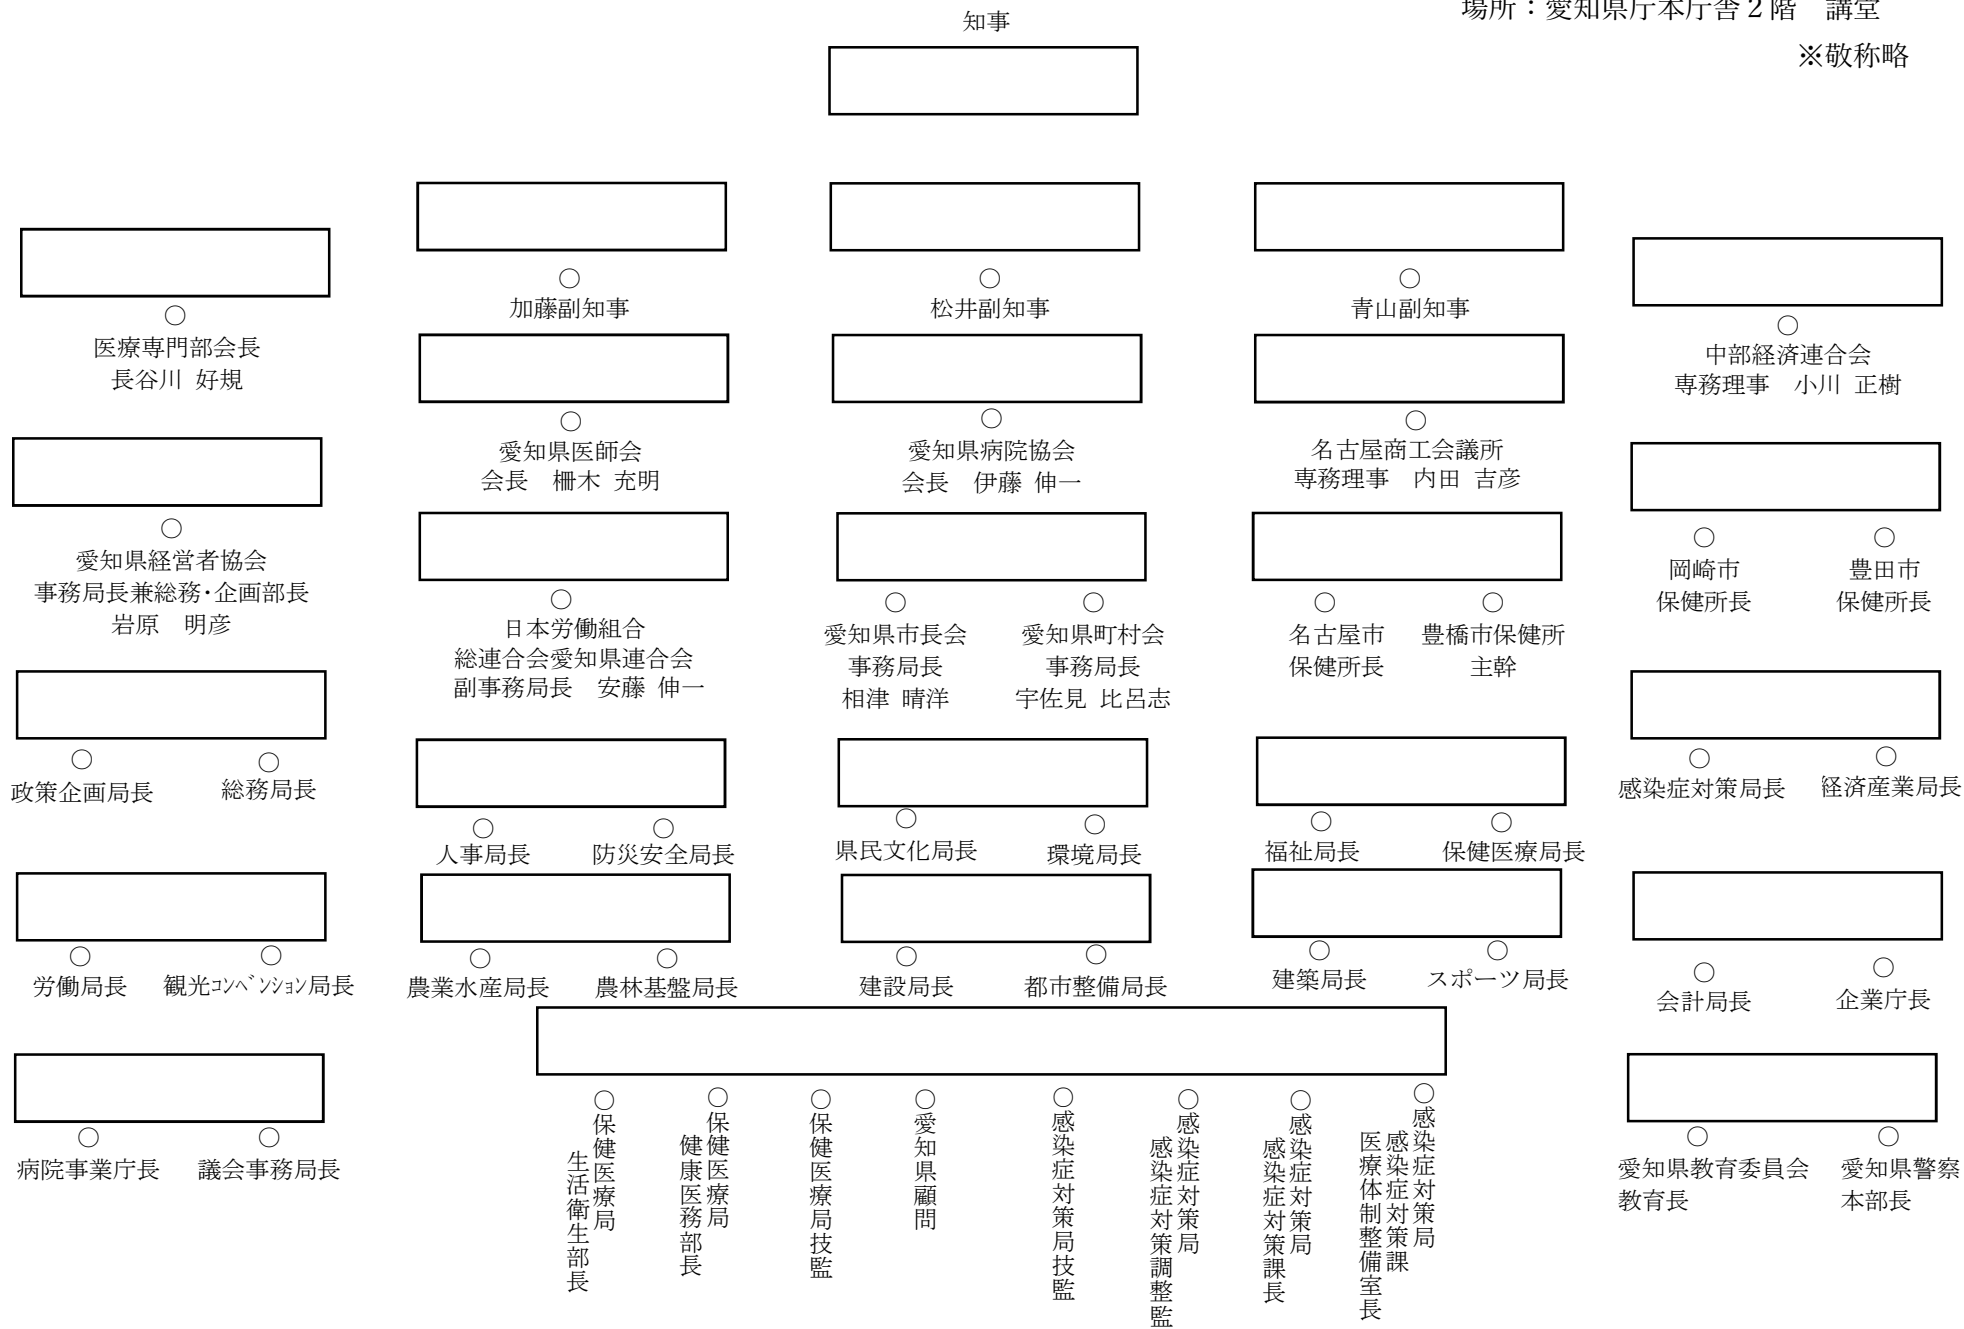 場所：愛知県庁本庁舎２階　講堂
※敬称略
知事
加藤副知事
松井副知事
青山副知事
医療専門部会長
長谷川 好規
中部経済連合会
専務理事　小川 正樹
愛知県医師会
会長　柵木 充明
愛知県病院協会
会長　伊藤 伸一
名古屋商工会議所
専務理事　内田 吉彦
愛知県経営者協会
事務局長兼総務・企画部長
岩原　明彦
日本労働組合
総連合会愛知県連合会
副事務局長　安藤 伸一
愛知県市長会
事務局長
相津 晴洋
愛知県町村会
事務局長
宇佐見 比呂志
名古屋市
保健所長
豊橋市保健所
主幹
岡崎市
保健所長
豊田市
保健所長
政策企画局長
総務局長
人事局長
防災安全局長
県民文化局長
環境局長
福祉局長
保健医療局長
感染症対策局長
経済産業局長
労働局長
観光ｺﾝﾍﾞﾝｼｮﾝ局長
農業水産局長
農林基盤局長
建設局長
都市整備局長
建築局長
スポーツ局長
会計局長
企業庁長
病院事業庁長
議会事務局長
保健医療局
生活衛生部長
保健医療局
健康医務部長
保健医療局技監
愛知県顧問
感染症対策局技監
感染症対策局
感染症対策調整監
感染症対策局
感染症対策課長
感染症対策局
感染症対策課
医療体制整備室長
愛知県教育委員会
教育長
愛知県警察
本部長